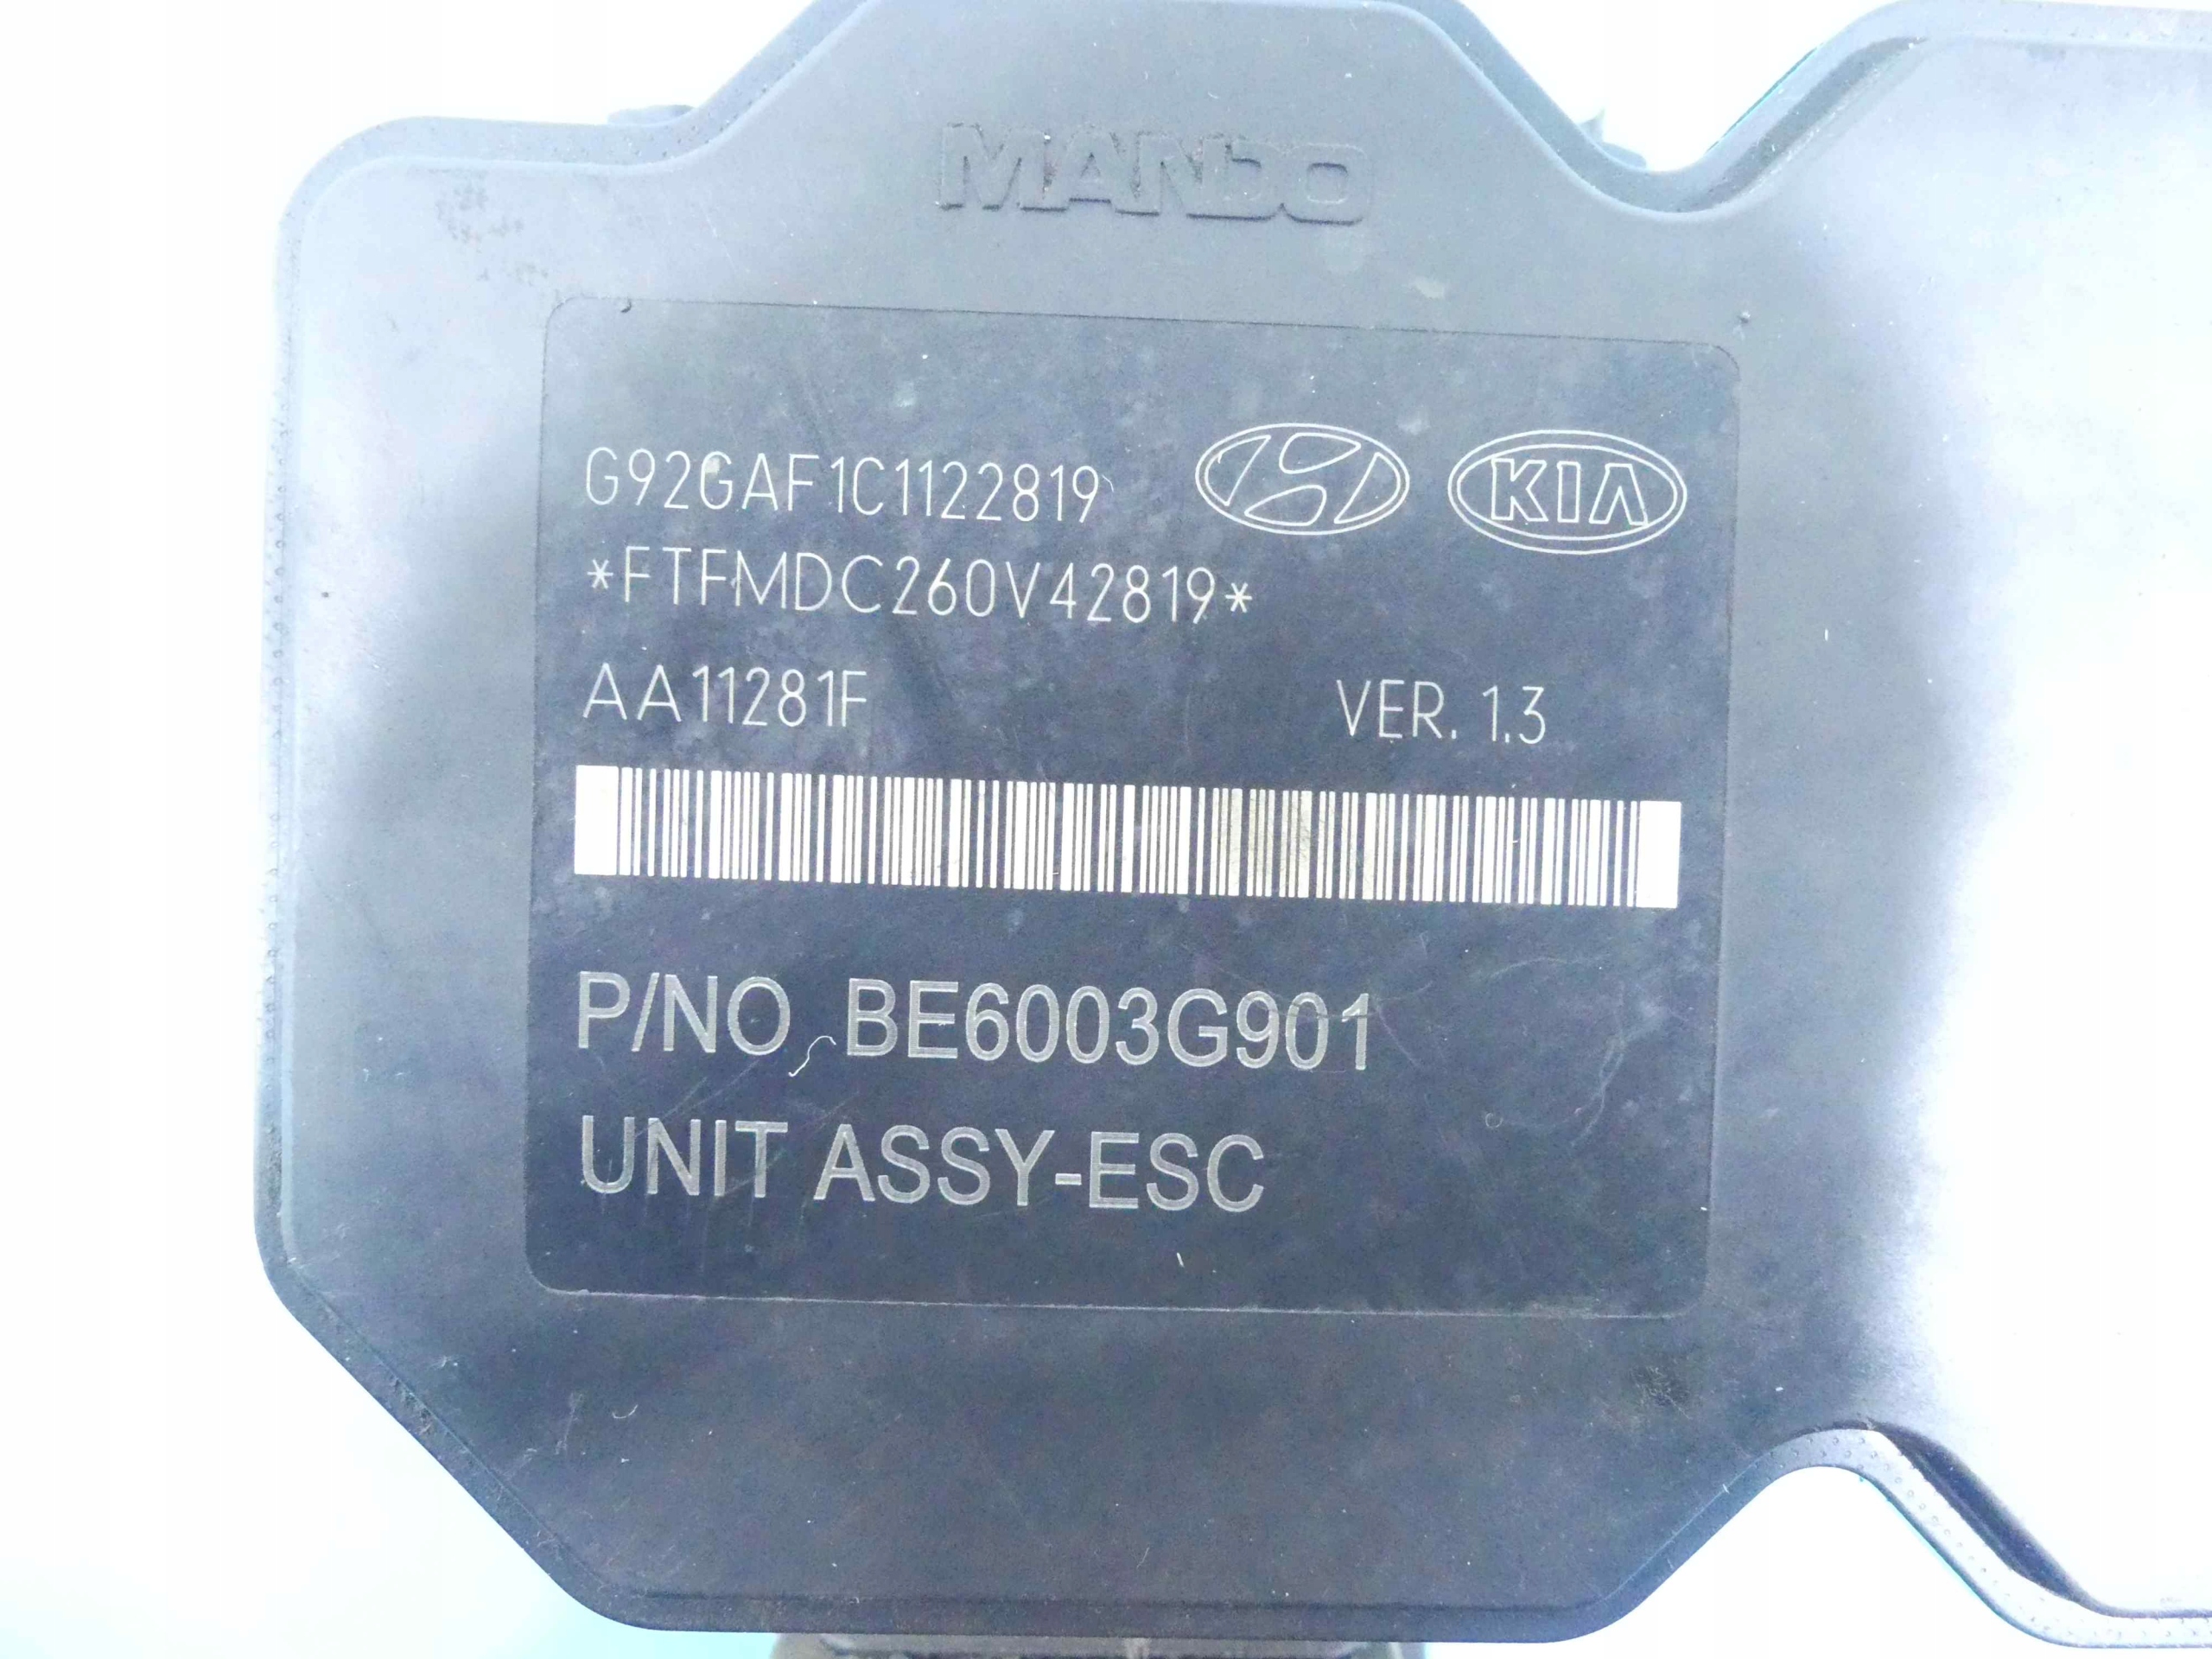 MANDO
G92GAF1C1122819 KIA
*FTFMDC260V42819*
AA11281F VER. 1.3
P/NO BE6003G901
UNIT ASSY-ESC